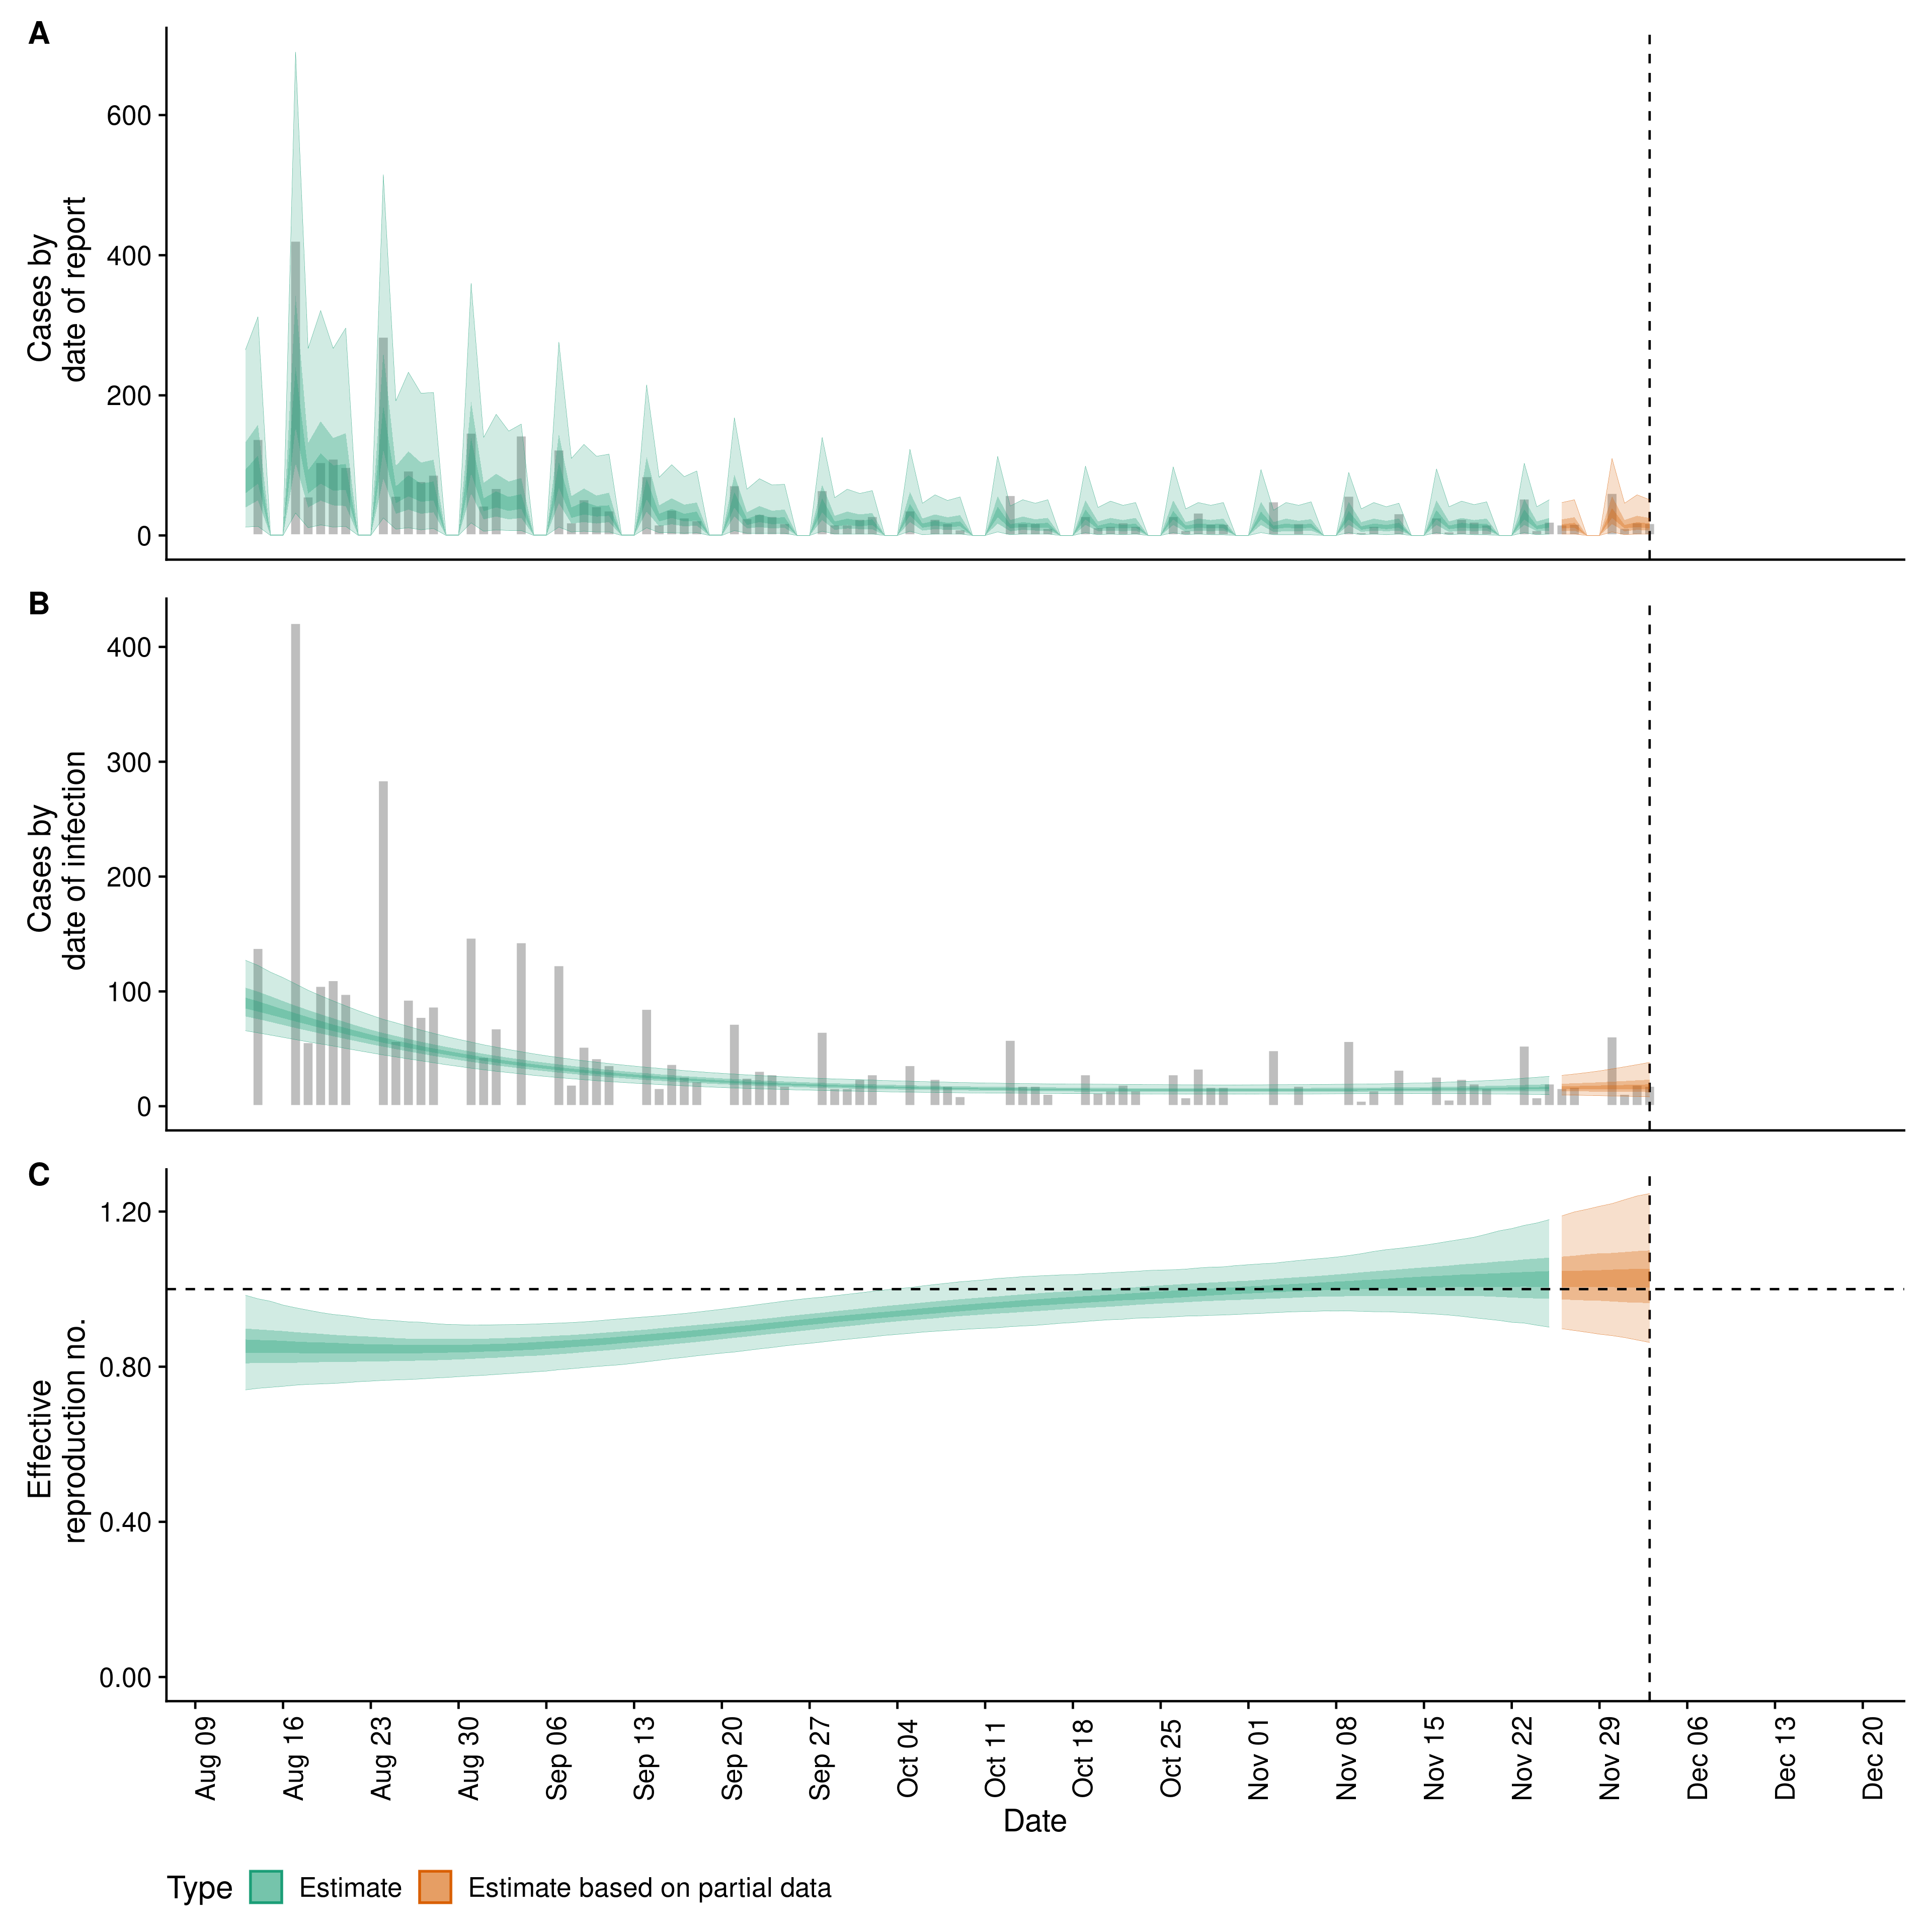 A
Cases by
date of report
600
400
200
0
B
Cases by
date of infection
400
300
200
100
0
C
Effective
reproduction no.
1.20
0.80
0.40
0.00
Aug 09
Aug 16
Aug 23
Aug 30
Sep 06
Sep 13
Sep 20
Sep 27
Oct 04
Oct 11
Oct 18
Oct 25
Nov 01
Nov 08
Nov 15
Nov 22
Nov 29
Dec 06
Dec 13
Dec 20
Date
Type Estimate Estimate based on partial data